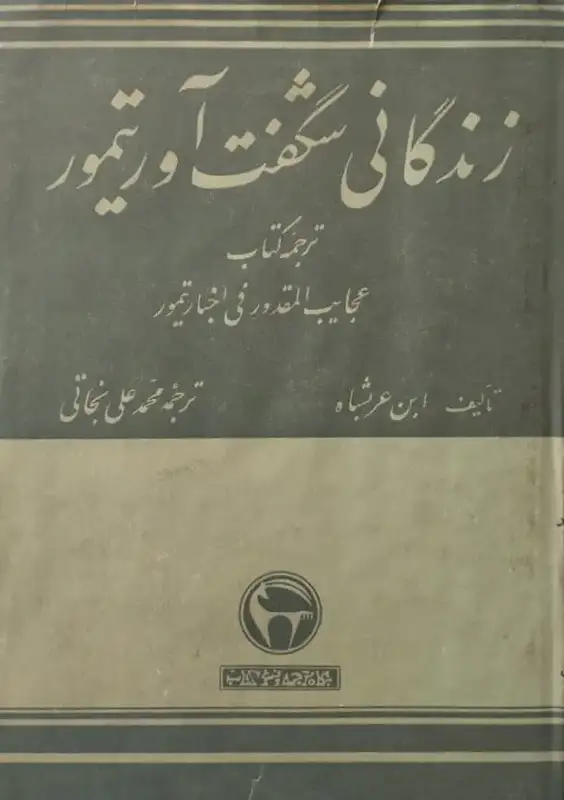 زندگانی شگفت آور تیمور
ترجمهٔ کتاب
عجایب المقدور فی اخبار تیمور
تألیف ابن عربشاه
ترجمهٔ محمد علی نجاتی
بنگاه ترجمه و نشر کتاب